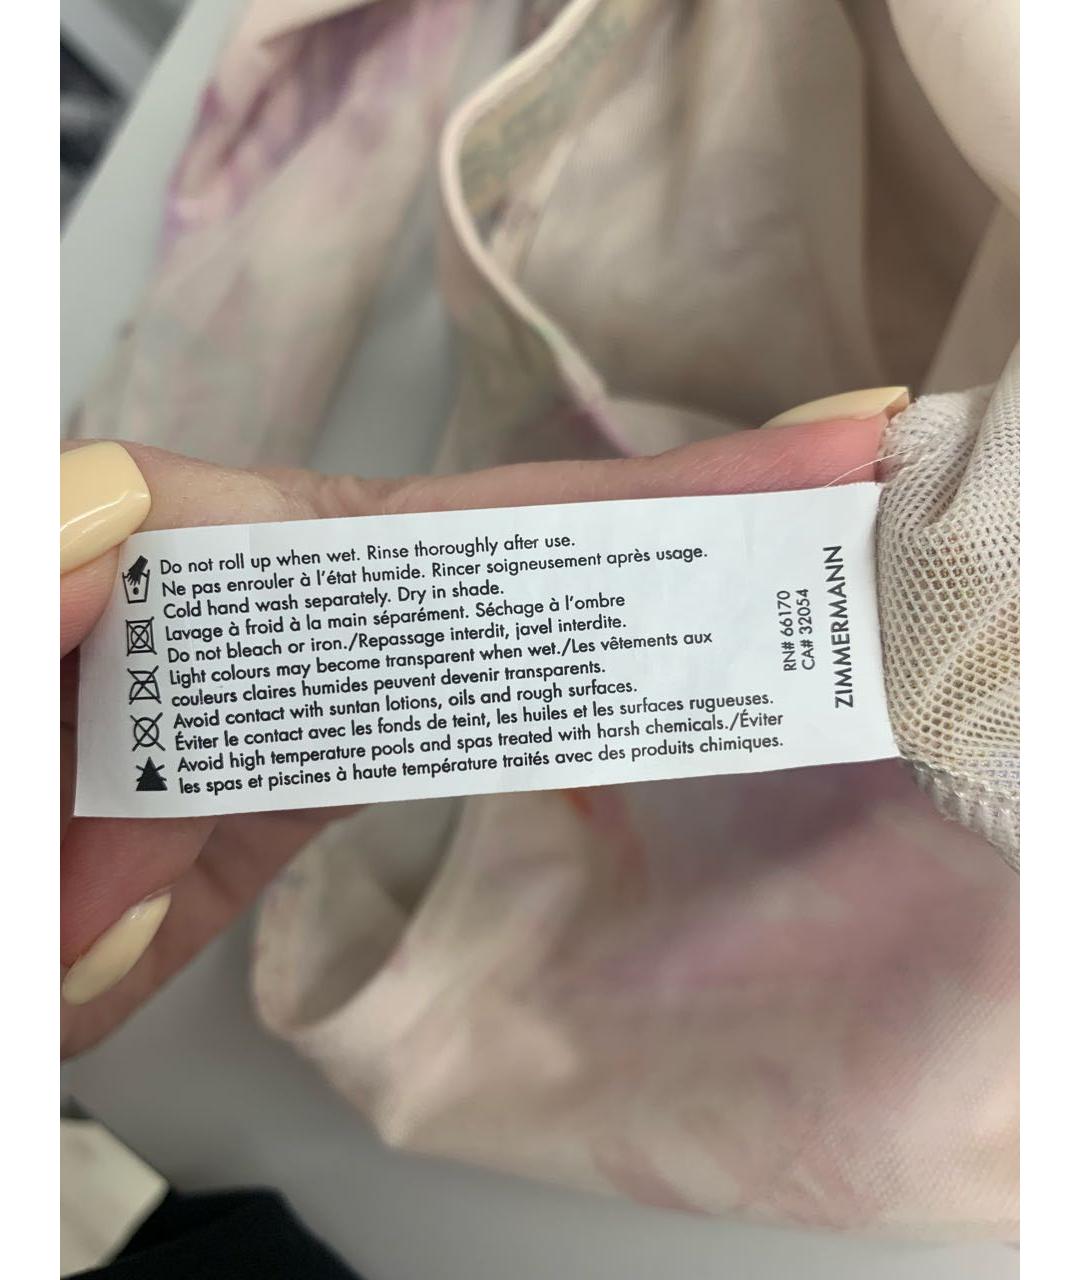 Do not roll up when wet. Rinse thoroughly after use.
Ne pas enrouler à l'état humide. Rincer soigneusement après usage.
Cold hand wash separately. Dry in shade.
Lavage à froid à la main séparément. Séchage à l'ombre
Do not bleach or iron./Repassage interdit, javel interdite.
Light colours may become transparent when wet./Les vêtements aux
couleurs claires humides peuvent devenir transparents.
Avoid contact with suntan lotions, oils and rough surfaces.
Éviter le contact avec les fonds de teint, les huiles et les surfaces rugueuses.
Avoid high temperature pools and spas treated with harsh chemicals./Éviter
les spas et piscines à haute température traités avec des produits chimiques.
RN# 66170
CA# 32054
ZIMMERMANN